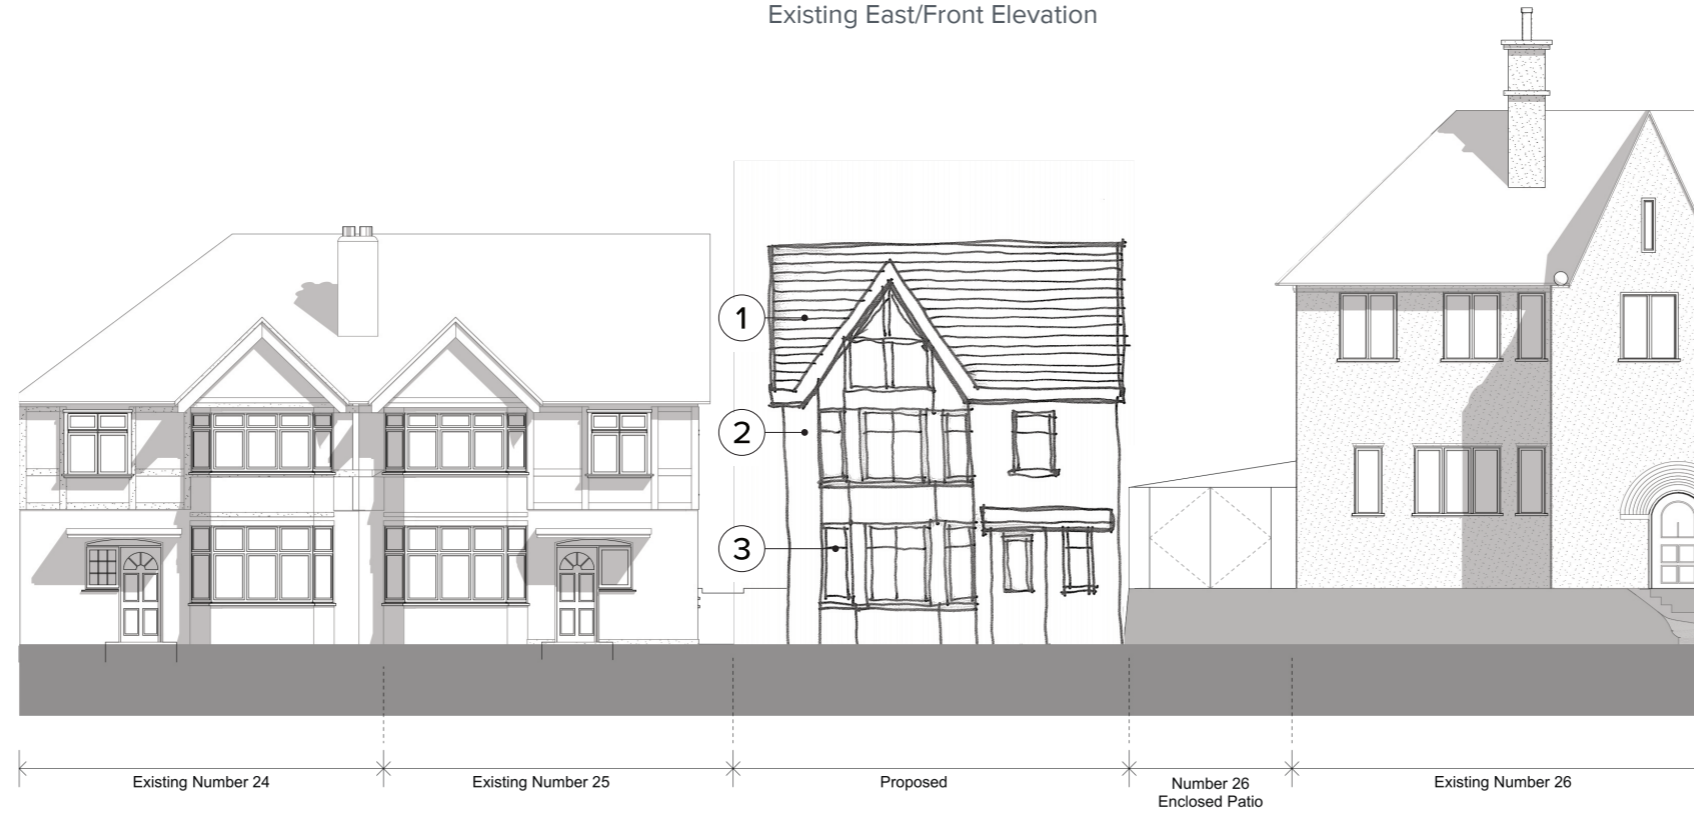 Existing East/Front Elevation
1
2
3
Existing Number 24
Existing Number 25
Proposed
Number 26
Enclosed Patio
Existing Number 26